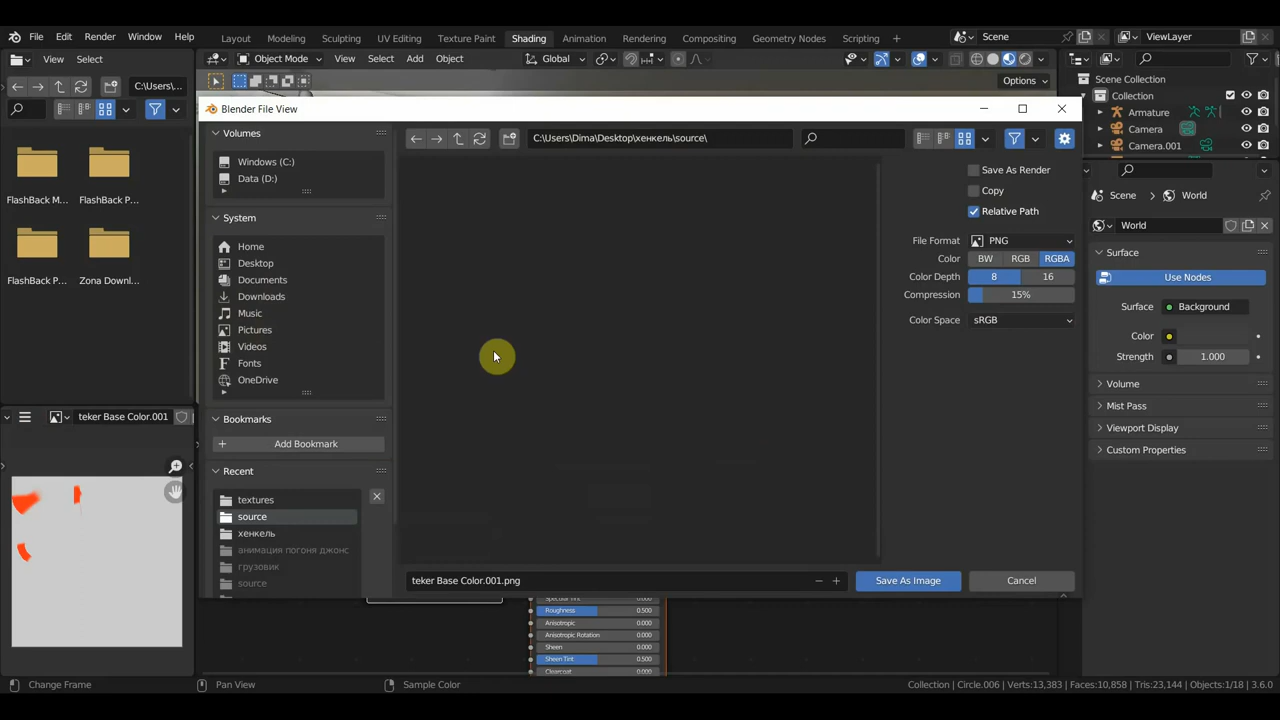 File Edit Render Window Help
Layout Modeling Sculpting UV Editing Texture Paint Shading Animation Rendering Compositing Geometry Nodes Scripting +
Scene
ViewLayer
View Select
Object Mode View Select Add Object
Global
Options
C:\Users\...
FlashBack M... FlashBack P...
FlashBack P... Zona Downl...
Scene Collection
Collection
Armature
Camera
Camera.001
Blender File View
Volumes
Windows (C:)
Data (D:)
System
Home
Desktop
Documents
Downloads
Music
Pictures
Videos
Fonts
OneDrive
Bookmarks
Add Bookmark
Recent
textures
source
хенкель
анимация погоня джонс
грузовик
source
C:\Users\Dima\Desktop\хенкель\source\
Save As Render
Copy
Relative Path
File Format PNG
Color BW RGB RGBA
Color Depth 8 16
Compression 15%
Color Space sRGB
teker Base Color.001.png
Save As Image Cancel
teker Base Color.001
Scene > World
World
Surface
Use Nodes
Surface Background
Color
Strength 1.000
Volume
Mist Pass
Viewport Display
Custom Properties
Roughness 0.500
Anisotropic 0.000
Anisotropic Rotation 0.000
Sheen 0.000
Sheen Tint 0.500
Clearcoat 0.000
Change Frame Pan View Sample Color
Collection | Circle.006 | Verts:13,383 | Faces:10,858 | Tris:23,144 | Objects:1/18 | 3.6.0